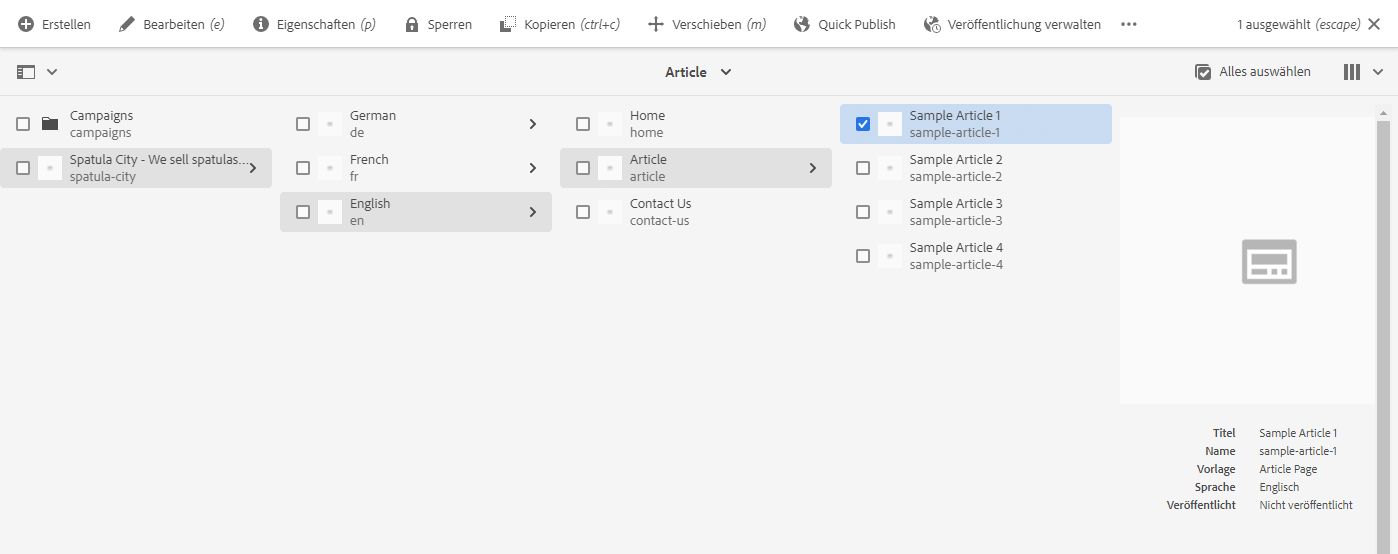 Erstellen
Bearbeiten (e)
Eigenschaften (p)
Sperren
Kopieren (ctrl+c)
Verschieben (m)
Quick Publish
Veröffentlichung verwalten
1 ausgewählt (escape)
Article
Alles auswählen
Campaigns
campaigns
Spatula City - We sell spatulas...
spatula-city
German
de
French
fr
English
en
Home
home
Article
article
Contact Us
contact-us
Sample Article 1
sample-article-1
Sample Article 2
sample-article-2
Sample Article 3
sample-article-3
Sample Article 4
sample-article-4
Titel Sample Article 1
Name sample-article-1
Vorlage Article Page
Sprache Englisch
Veröffentlicht Nicht veröffentlicht